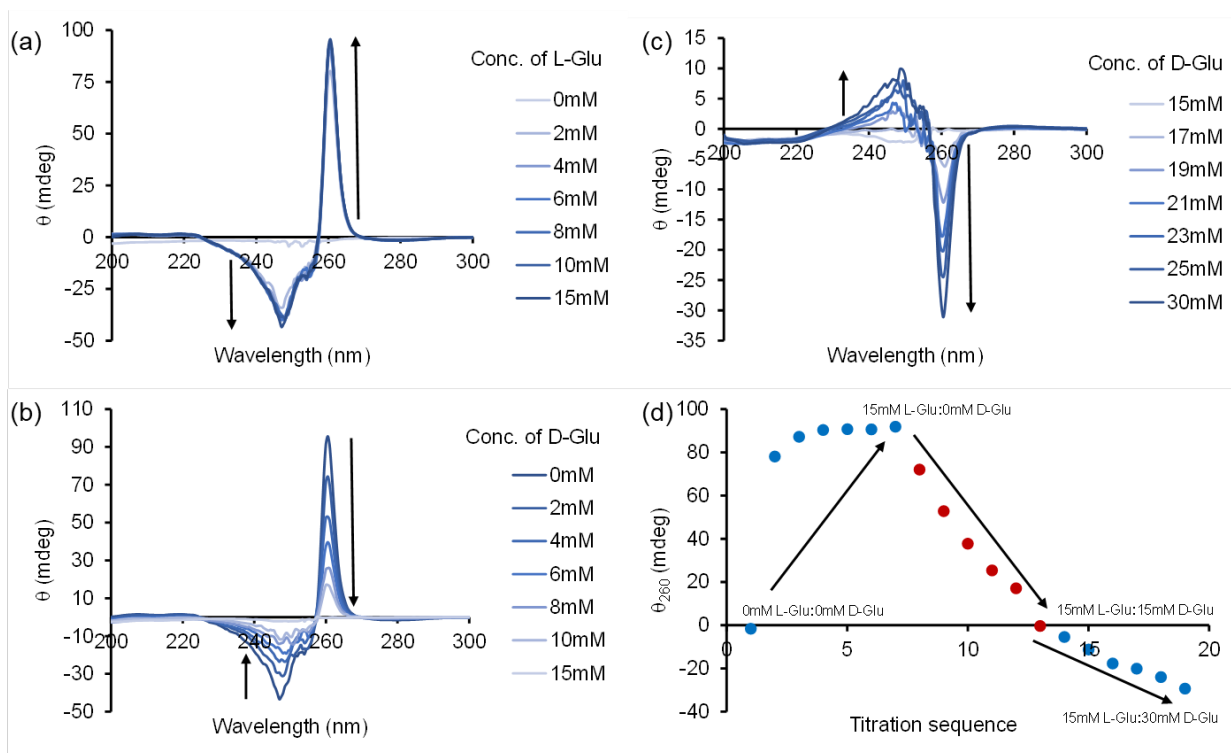 (a)
100
75
50
25
0
-25
-50
200 220 240 260 280 300
θ (mdeg)
Wavelength (nm)
Conc. of L-Glu
0mM
2mM
4mM
6mM
8mM
10mM
15mM
(c)
15
10
5
0
-5
-10
-15
-20
-25
-30
-35
200 220 240 260 280 300
θ (mdeg)
Wavelength (nm)
Conc. of D-Glu
15mM
17mM
19mM
21mM
23mM
25mM
30mM
(b)
110
90
70
50
30
10
-10
-30
-50
200 220 240 260 280 300
θ (mdeg)
Wavelength (nm)
Conc. of D-Glu
0mM
2mM
4mM
6mM
8mM
10mM
15mM
(d)
100
80
60
40
20
0
-20
-40
0 5 10 15 20
θ260 (mdeg)
Titration sequence
15mM L-Glu:0mM D-Glu
0mM L-Glu:0mM D-Glu
15mM L-Glu:15mM D-Glu
15mM L-Glu:30mM D-Glu